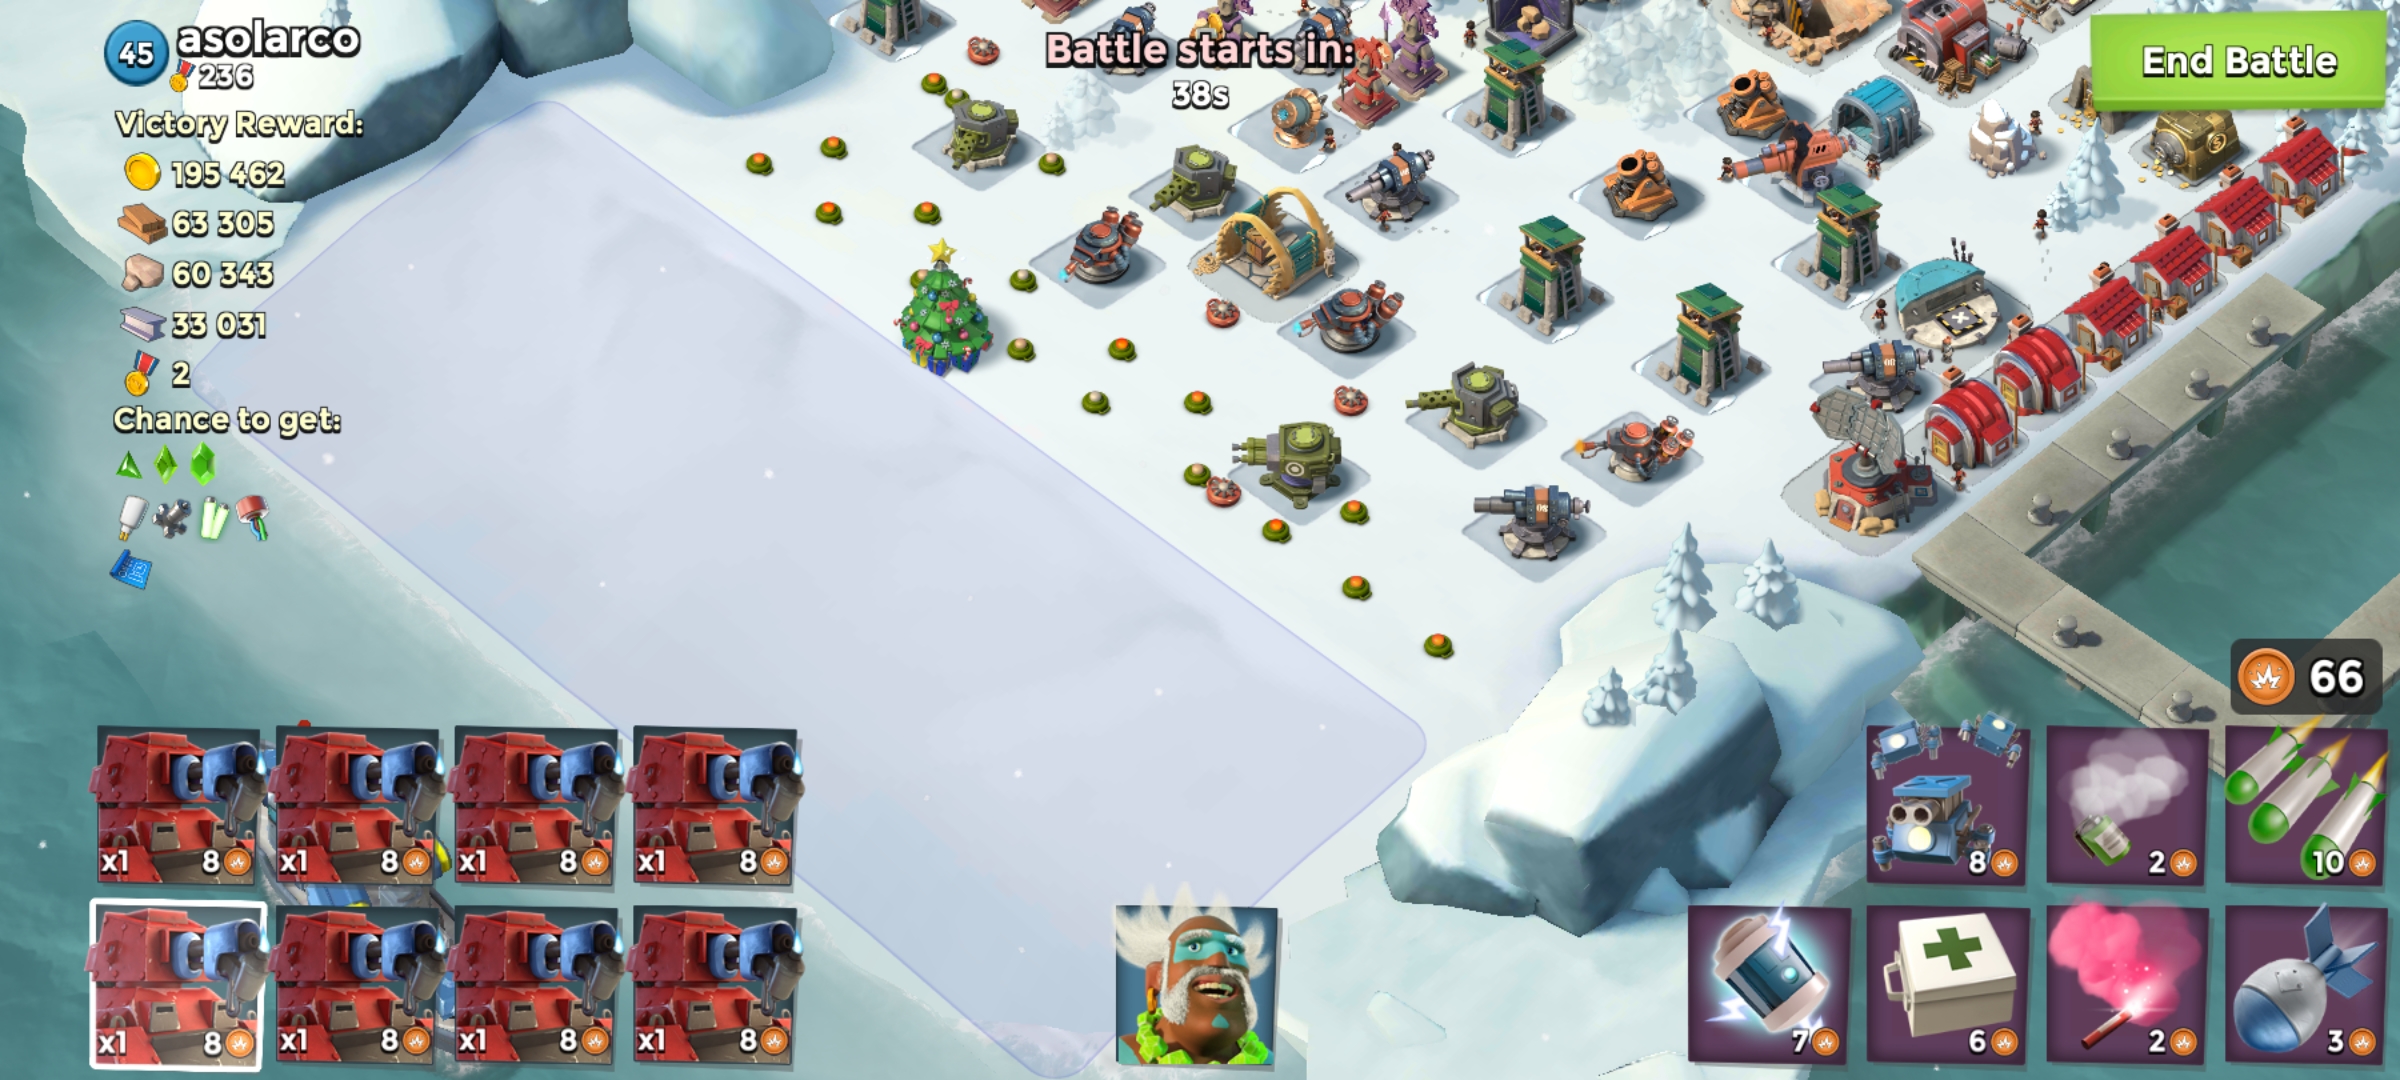 45 asolarco
236
Victory Reward:
195 462
63 305
60 343
33 031
2
Chance to get:
Battle starts in:
38s
End Battle
66
x1 8
x1 8
x1 8
x1 8
8
2
10
x1 8
x1 8
x1 8
x1 8
7
6
2
3